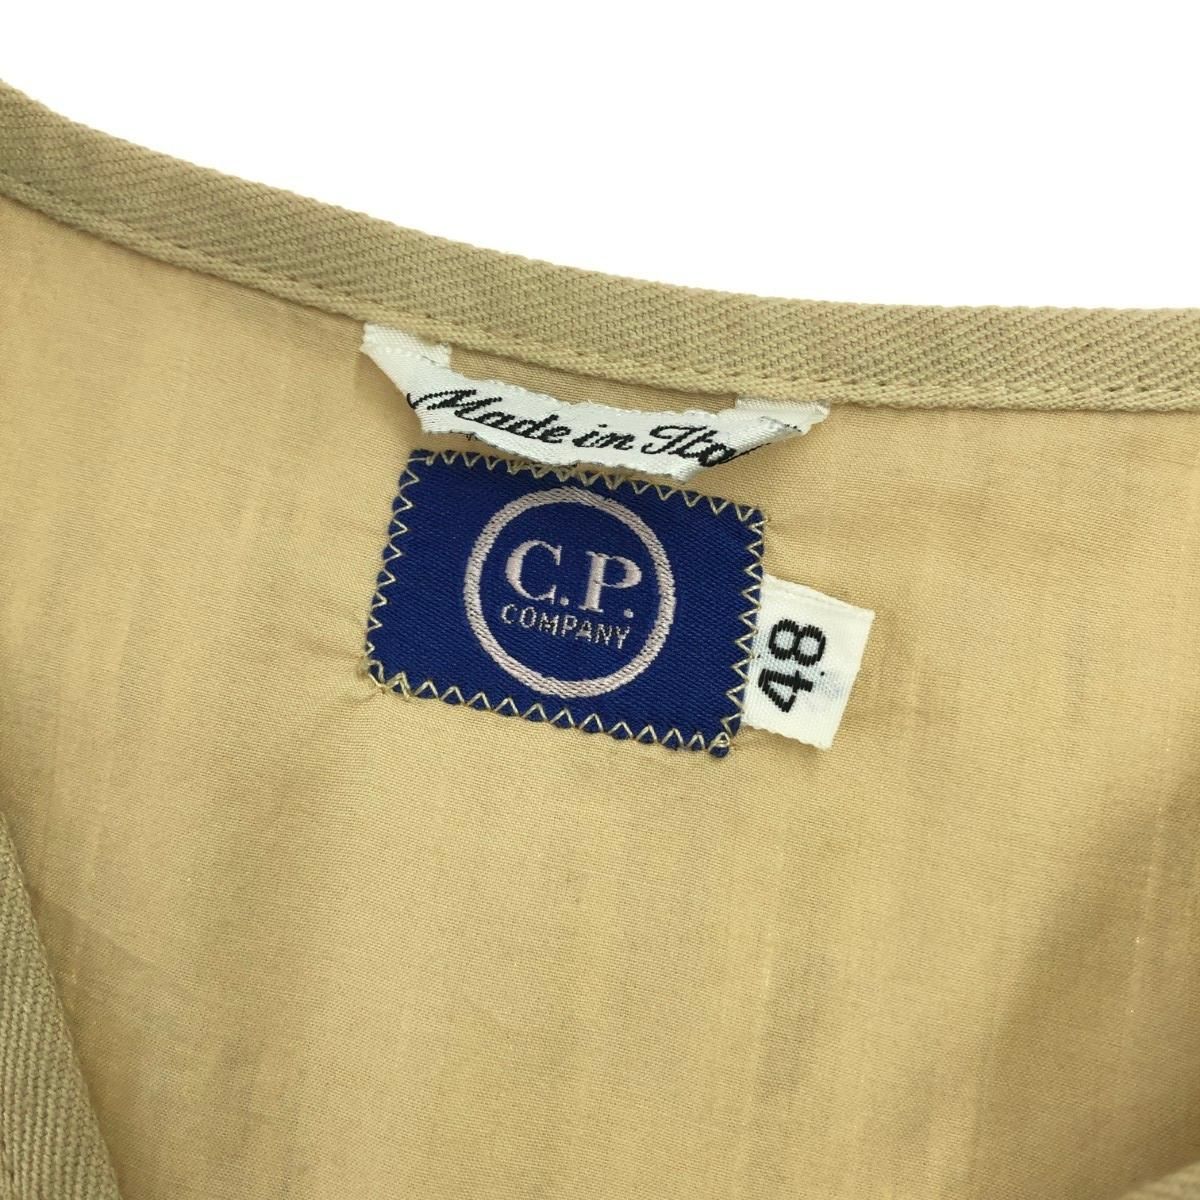 Made in Ita
C.P.
COMPANY
48